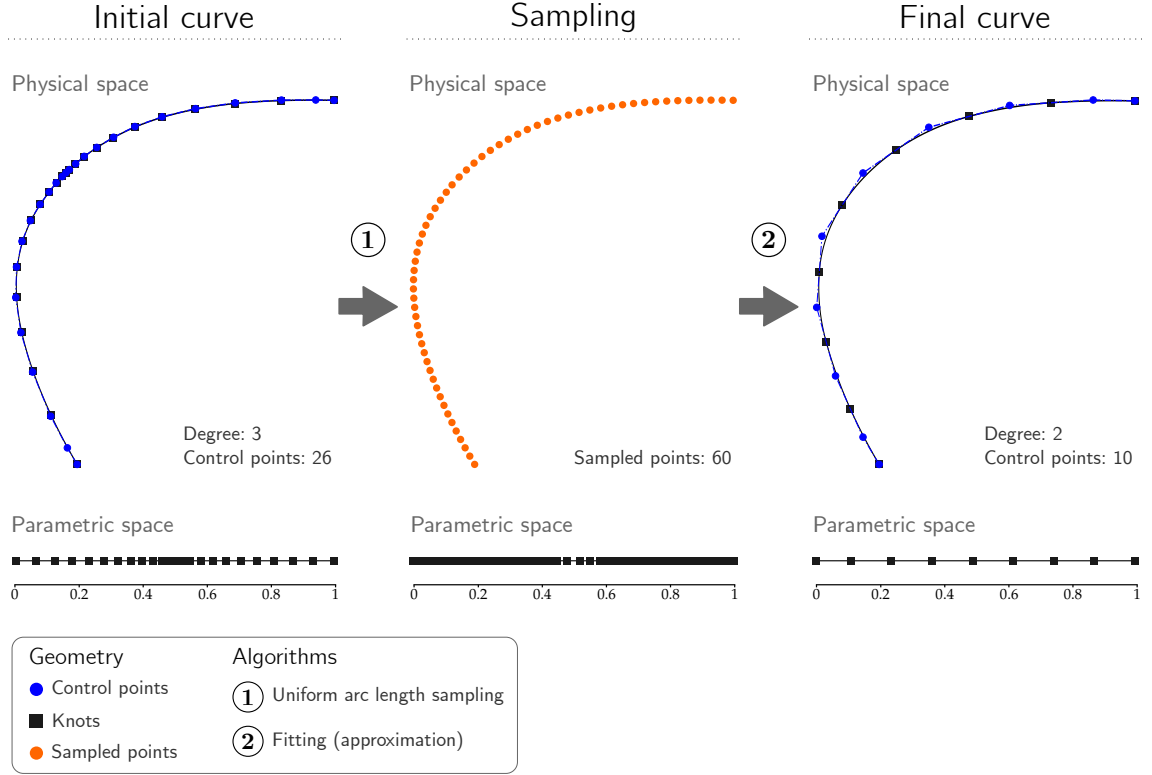 Initial curve
Sampling
Final curve
Physical space
Physical space
Physical space
1
2
Degree: 3
Control points: 26
Sampled points: 60
Degree: 2
Control points: 10
Parametric space
Parametric space
Parametric space
0 0.2 0.4 0.6 0.8 1
0 0.2 0.4 0.6 0.8 1
0 0.2 0.4 0.6 0.8 1
Geometry
Control points
Knots
Sampled points
Algorithms
1 Uniform arc length sampling
2 Fitting (approximation)